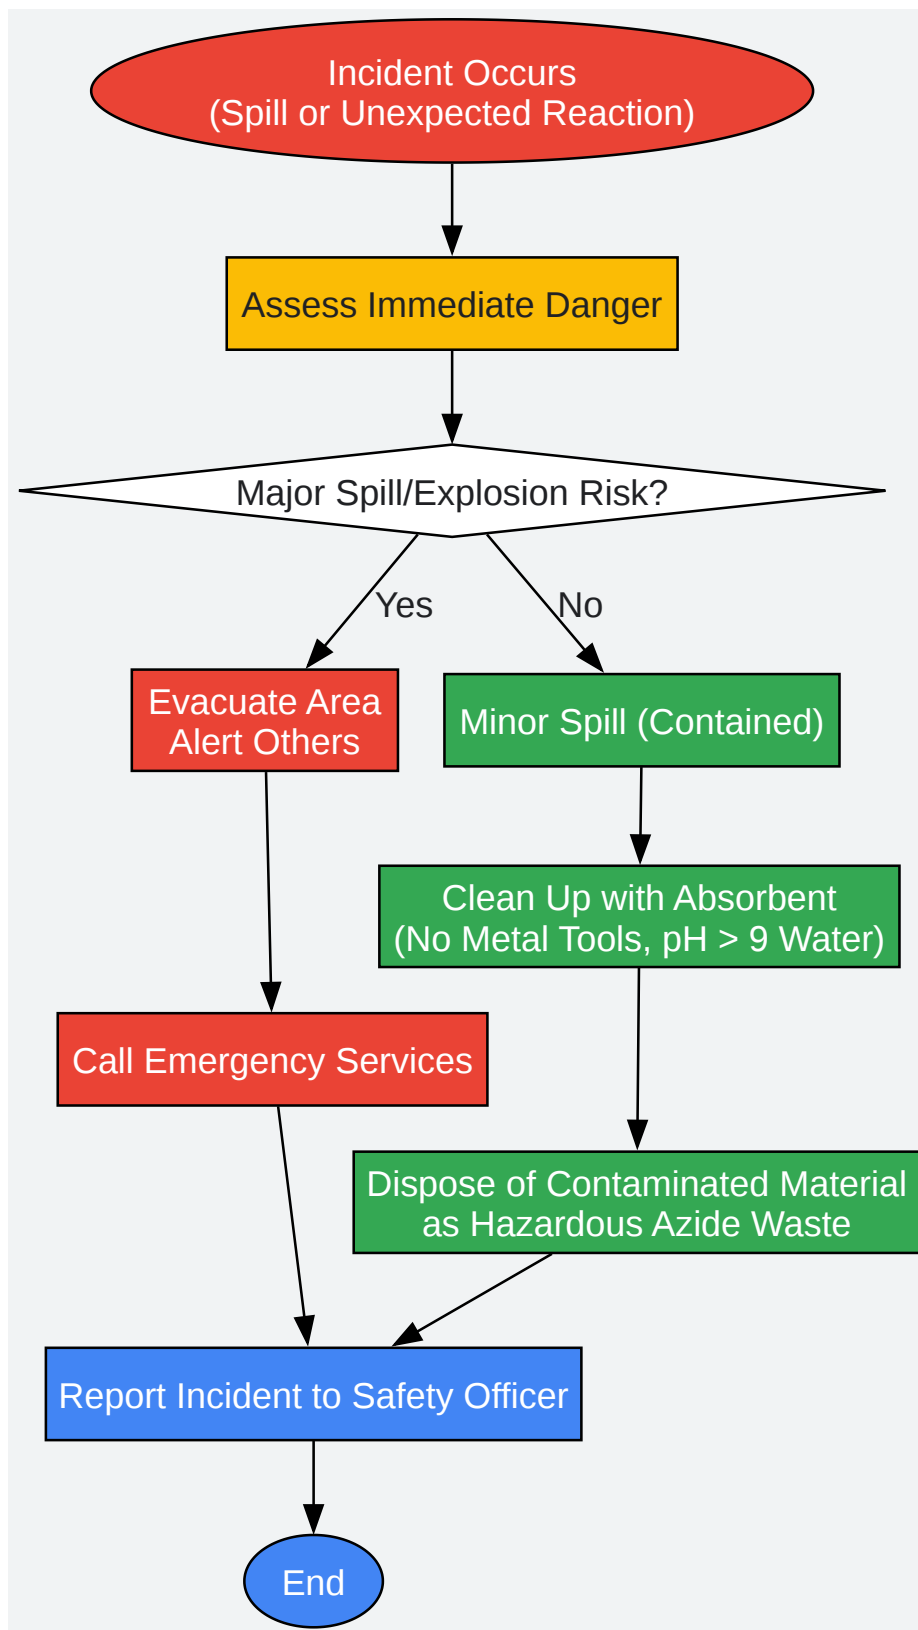 Incident Occurs
(Spill or Unexpected Reaction)
Assess Immediate Danger
Major Spill/Explosion Risk?
Yes
No
Evacuate Area
Alert Others
Minor Spill (Contained)
Clean Up with Absorbent
(No Metal Tools, pH > 9 Water)
Call Emergency Services
Dispose of Contaminated Material
as Hazardous Azide Waste
Report Incident to Safety Officer
End